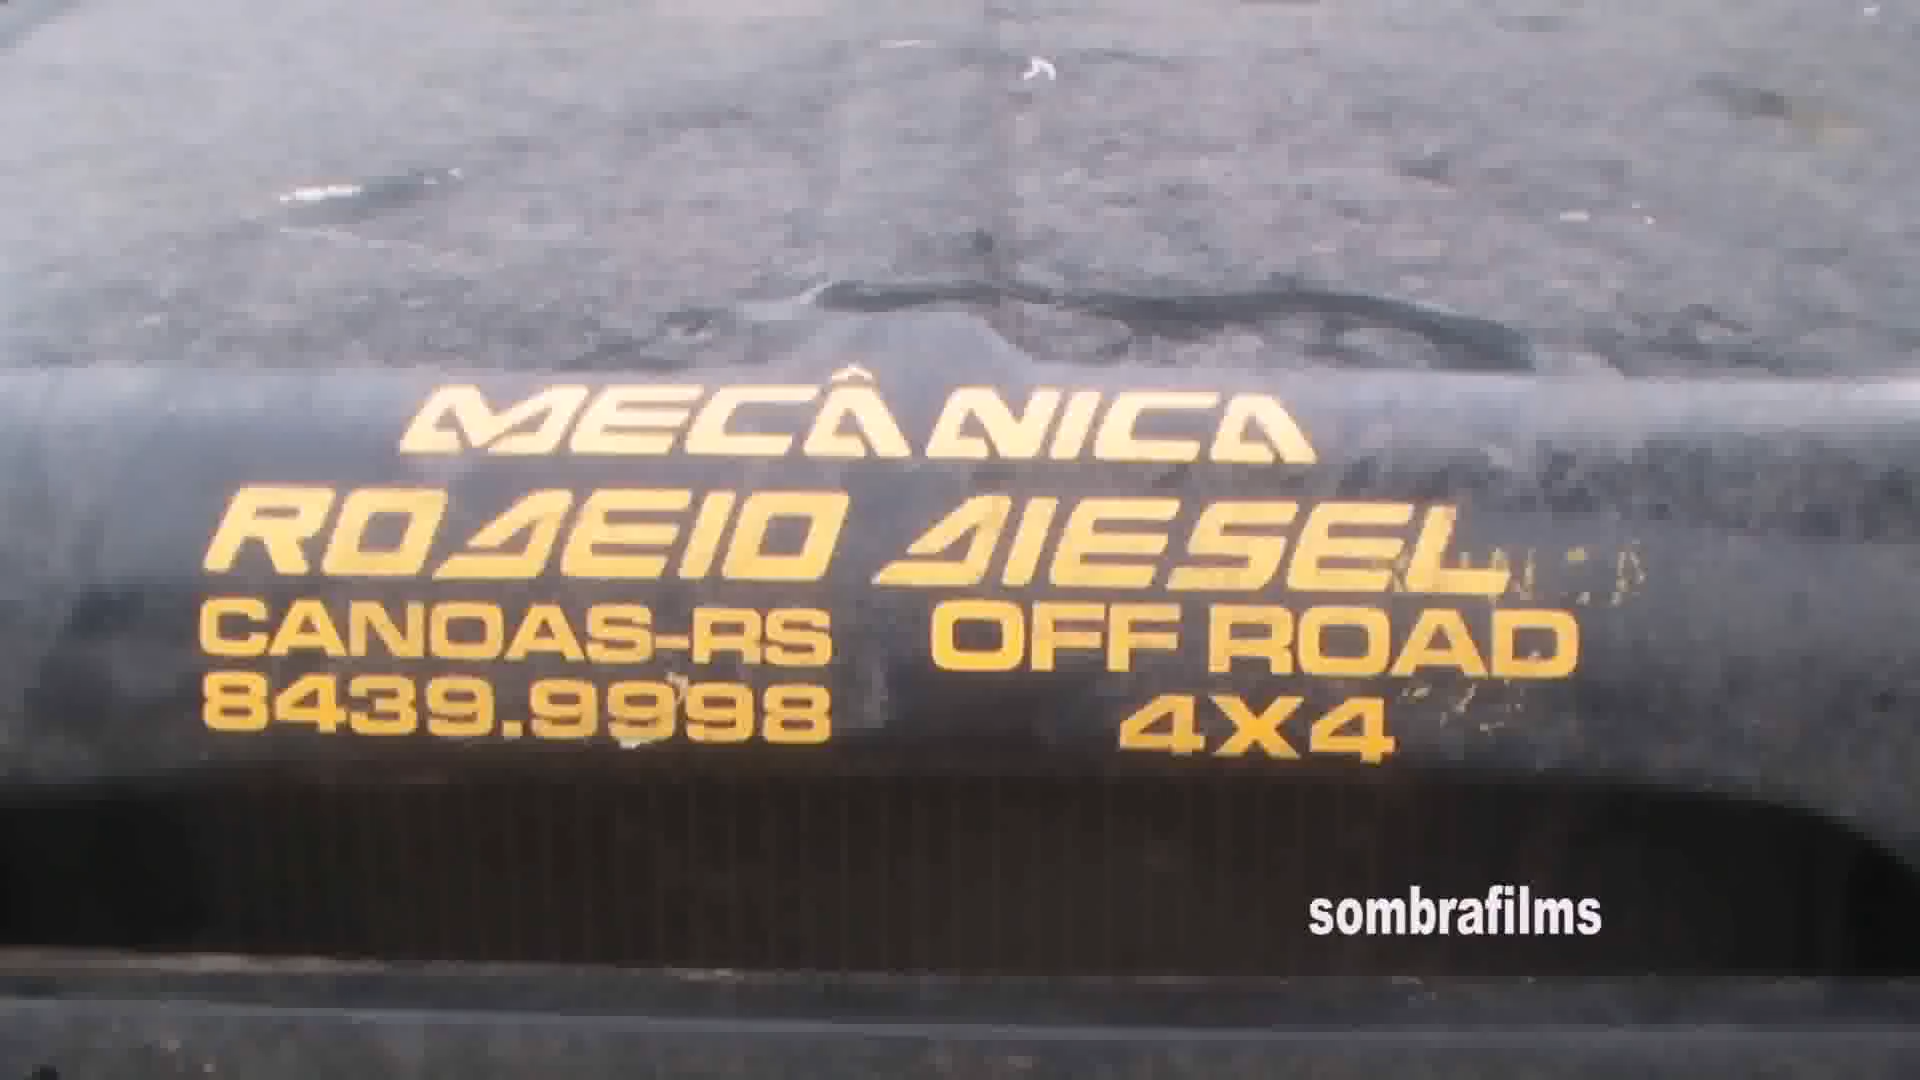 MECÂNICA
RODEIO DIESEL
CANOAS-RS OFF ROAD
8439.9998 4X4
sombrafilms